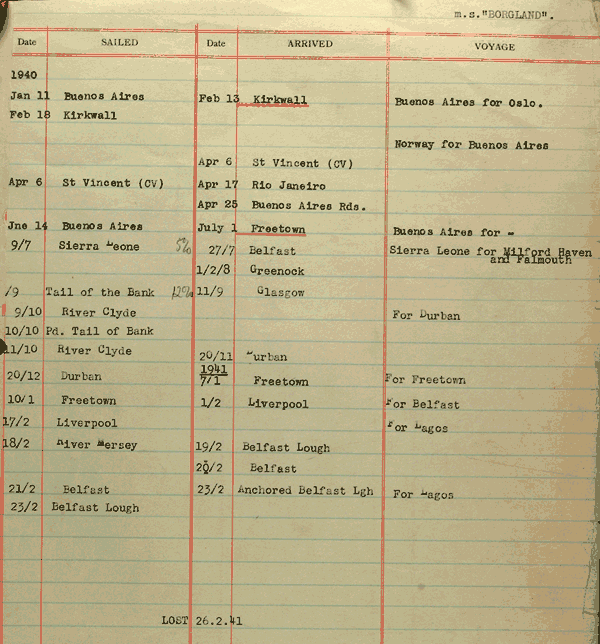 m.s."BORGLAND".
Date SAILED Date ARRIVED VOYAGE
1940
Jan 11 Buenos Aires Feb 13 Kirkwall Buenos Aires for Oslo.
Feb 18 Kirkwall
Norway for Buenos Aires
Apr 6 St Vincent (CV)
Apr 6 St Vincent (CV) Apr 17 Rio Janeiro
Apr 25 Buenos Aires Rds.
Jne 14 Buenos Aires July 1 Freetown Buenos Aires for -
9/7 Sierra Leone 5% 27/7 Belfast Sierra Leone for Milford Haven
and Falmouth
1/2/8 Greenock
/9 Tail of the Bank 11/9 Glasgow
9/10 River Clyde For Durban
10/10 Pd. Tail of Bank
11/10 River Clyde 20/11 Durban
1941
20/12 Durban 7/1 Freetown For Freetown
10/1 Freetown 1/2 Liverpool For Belfast
17/2 Liverpool For Lagos
18/2 River Mersey 19/2 Belfast Lough
20/2 Belfast
21/2 Belfast 23/2 Anchored Belfast Lgh For Lagos
23/2 Belfast Lough
LOST 26.2.41